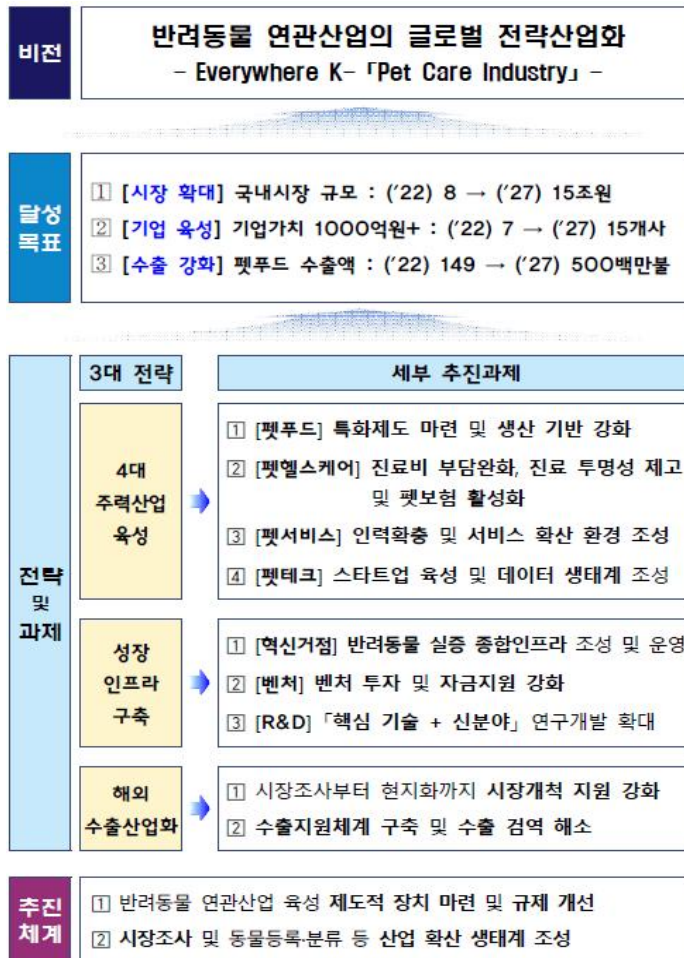 비전
반려동물 연관산업의 글로벌 전략산업화
- Everywhere K-「Pet Care Industry」 -
달성
목표
1 [시장 확대] 국내시장 규모 : ('22) 8 → ('27) 15조원
2 [기업 육성] 기업가치 1000억원+ : ('22) 7 → ('27) 15개사
3 [수출 강화] 펫푸드 수출액 : ('22) 149 → ('27) 500백만불
전략
및
과제
3대 전략
세부 추진과제
4대
주력산업
육성
1 [펫푸드] 특화제도 마련 및 생산 기반 강화
2 [펫헬스케어] 진료비 부담완화, 진료 투명성 제고
및 펫보험 활성화
3 [펫서비스] 인력확충 및 서비스 확산 환경 조성
4 [펫테크] 스타트업 육성 및 데이터 생태계 조성
성장
인프라
구축
1 [혁신거점] 반려동물 실증 종합인프라 조성 및 운영
2 [벤처] 벤처 투자 및 자금지원 강화
3 [R&D] 「핵심 기술 + 신분야」 연구개발 확대
해외
수출산업화
1 시장조사부터 현지화까지 시장개척 지원 강화
2 수출지원체계 구축 및 수출 검역 해소
추진
체계
1 반려동물 연관산업 육성 제도적 장치 마련 및 규제 개선
2 시장조사 및 동물등록·분류 등 산업 확산 생태계 조성